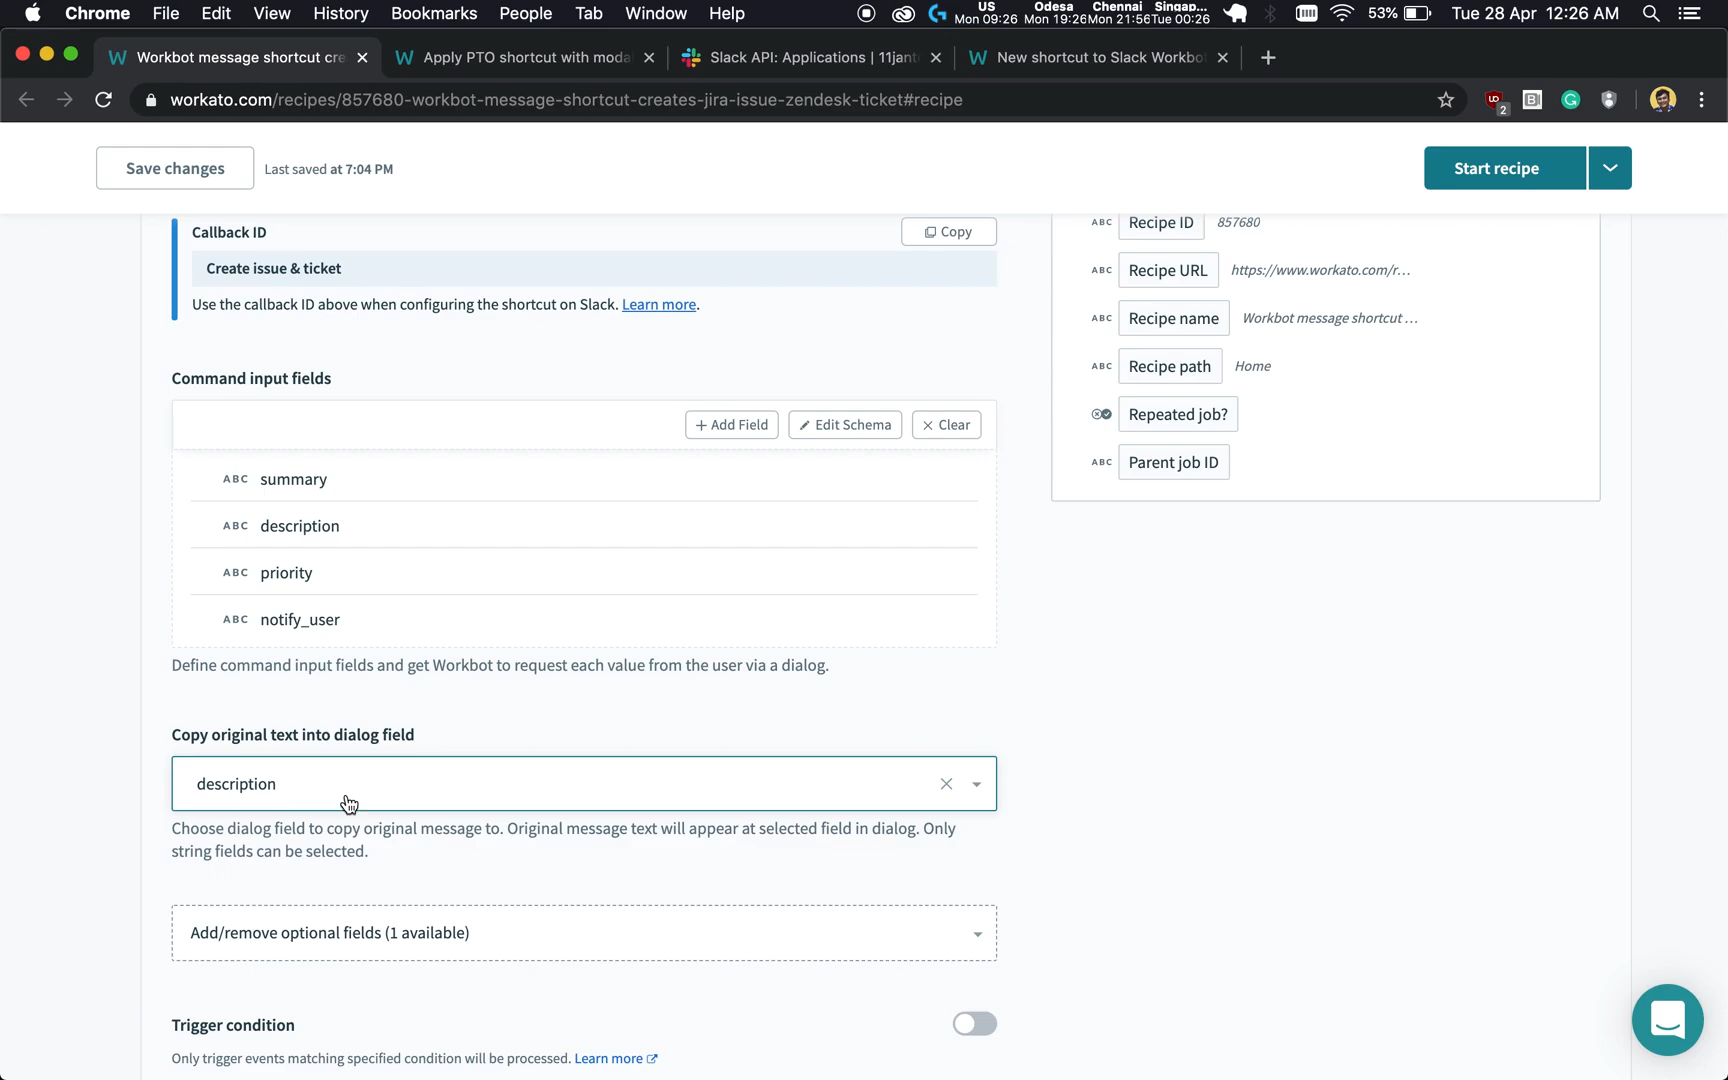 Chrome File Edit View History Bookmarks People Tab Window Help US Mon 09:26 Odesa Mon 19:26 Chennai Mon 21:56 Singap... Tue 00:26 53% Tue 28 Apr 12:26 AM
Workbot message shortcut cre Apply PTO shortcut with moda Slack API: Applications | 11jant New shortcut to Slack Workbo
workato.com/recipes/857680-workbot-message-shortcut-creates-jira-issue-zendesk-ticket#recipe 2
Save changes Last saved at 7:04 PM Start recipe
Callback ID Copy
Create issue & ticket
Use the callback ID above when configuring the shortcut on Slack. Learn more.
Command input fields
+ Add Field Edit Schema Clear
ABC summary
ABC description
ABC priority
ABC notify_user
Define command input fields and get Workbot to request each value from the user via a dialog.
Copy original text into dialog field
description
Choose dialog field to copy original message to. Original message text will appear at selected field in dialog. Only
string fields can be selected.
Add/remove optional fields (1 available)
Trigger condition
Only trigger events matching specified condition will be processed. Learn more
ABC Recipe ID 857680
ABC Recipe URL https://www.workato.com/r...
ABC Recipe name Workbot message shortcut ...
ABC Recipe path Home
Repeated job?
ABC Parent job ID